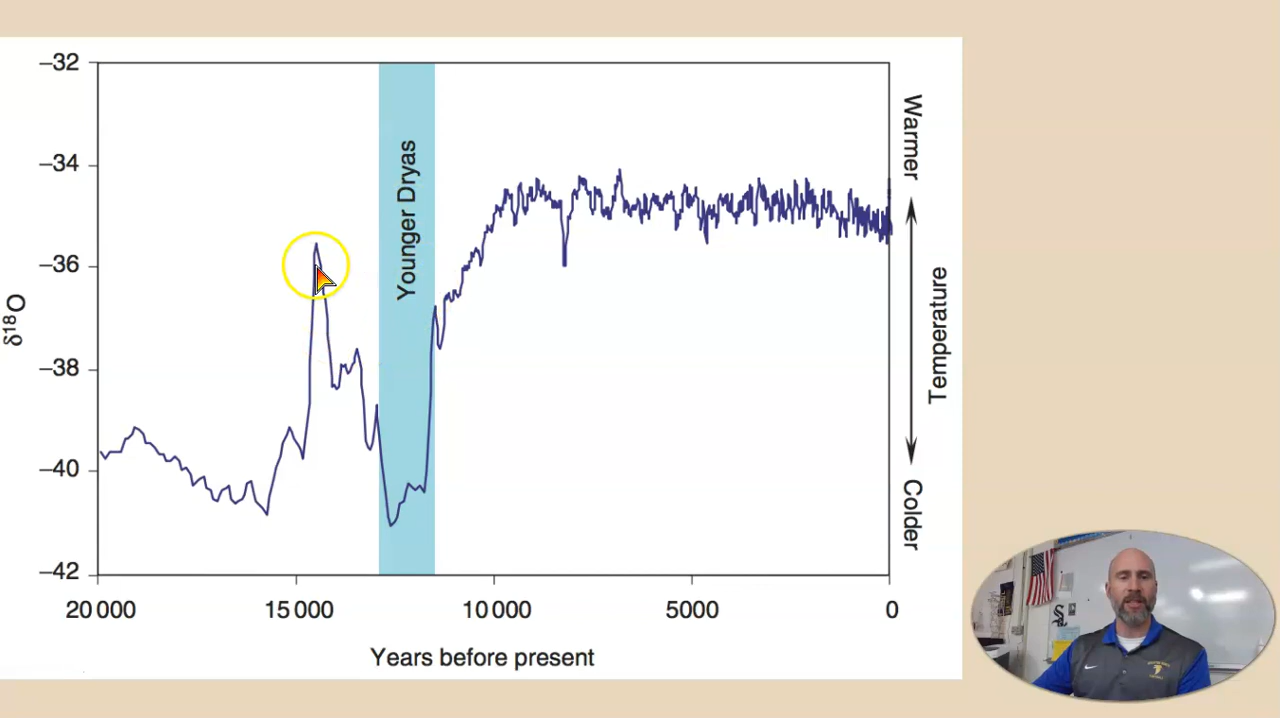 −32
−34
−36
−38
−40
−42
δ18O
Younger Dryas
Warmer
Temperature
Colder
20 000
15 000
10 000
5000
0
Years before present